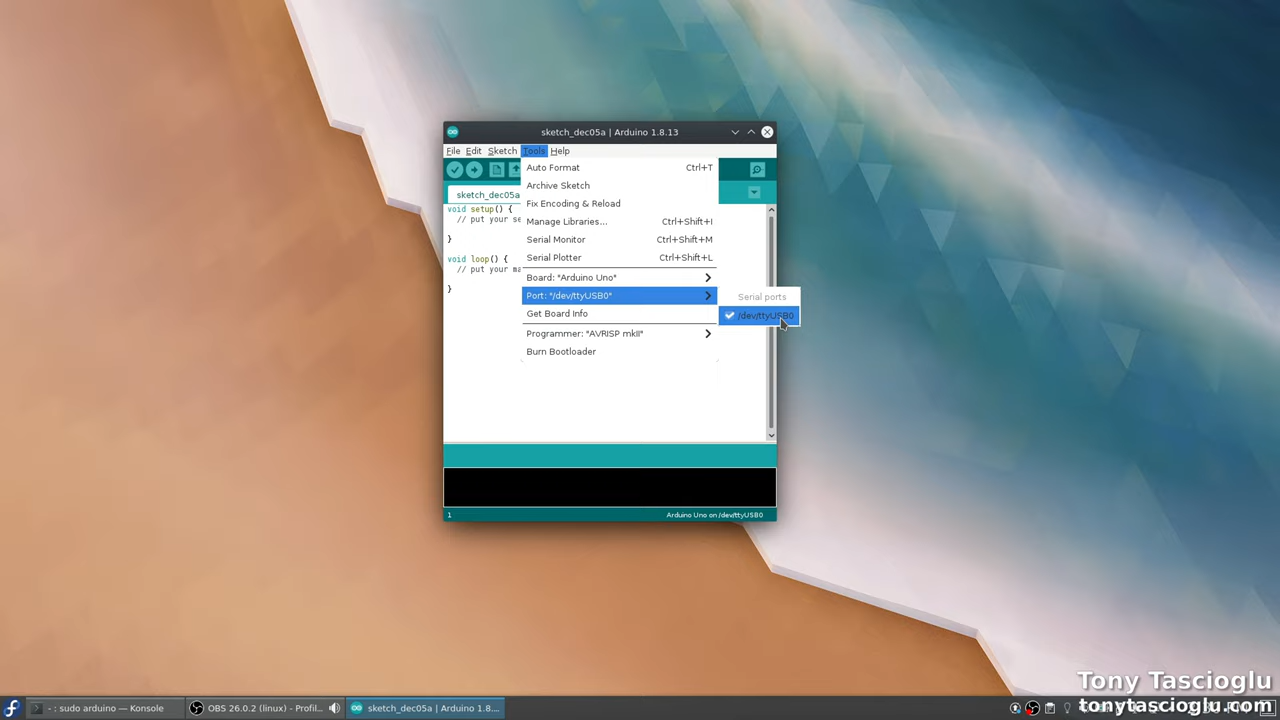 sketch_dec05a | Arduino 1.8.13
File Edit Sketch Tools Help
sketch_dec05a
void setup() {
// put your se
}
void loop() {
// put your ma
}
Auto Format Ctrl+T
Archive Sketch
Fix Encoding & Reload
Manage Libraries... Ctrl+Shift+I
Serial Monitor Ctrl+Shift+M
Serial Plotter Ctrl+Shift+L
Board: "Arduino Uno"
Port: "/dev/ttyUSB0"
Get Board Info
Programmer: "AVRISP mkII"
Burn Bootloader
Serial ports
/dev/ttyUSB0
1 Arduino Uno on /dev/ttyUSB0
Tony Tascioglu
tonytascioglu.com
- : sudo arduino — Konsole
OBS 26.0.2 (linux) - Profil...
sketch_dec05a | Arduino 1.8....